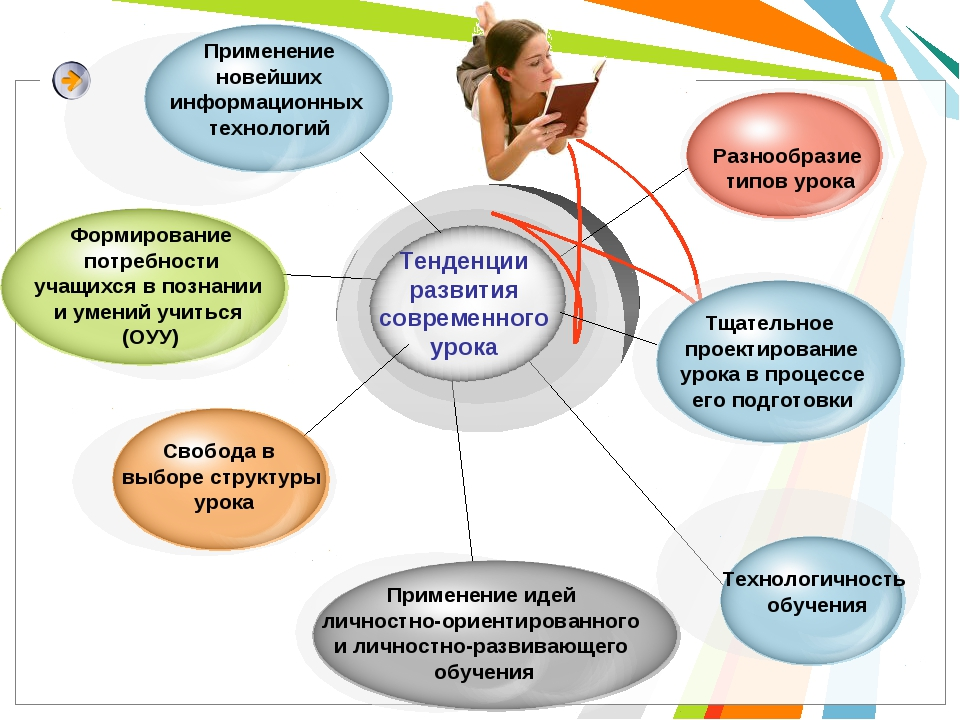 Применение
новейших
информационных
технологий
Разнообразие
типов урока
Формирование
потребности
учащихся в познании
и умений учиться
(ОУУ)
Тенденции
развития
современного
урока
Тщательное
проектирование
урока в процессе
его подготовки
Свобода в
выборе структуры
урока
Применение идей
личностно-ориентированного
и личностно-развивающего
обучения
Технологичность
обучения